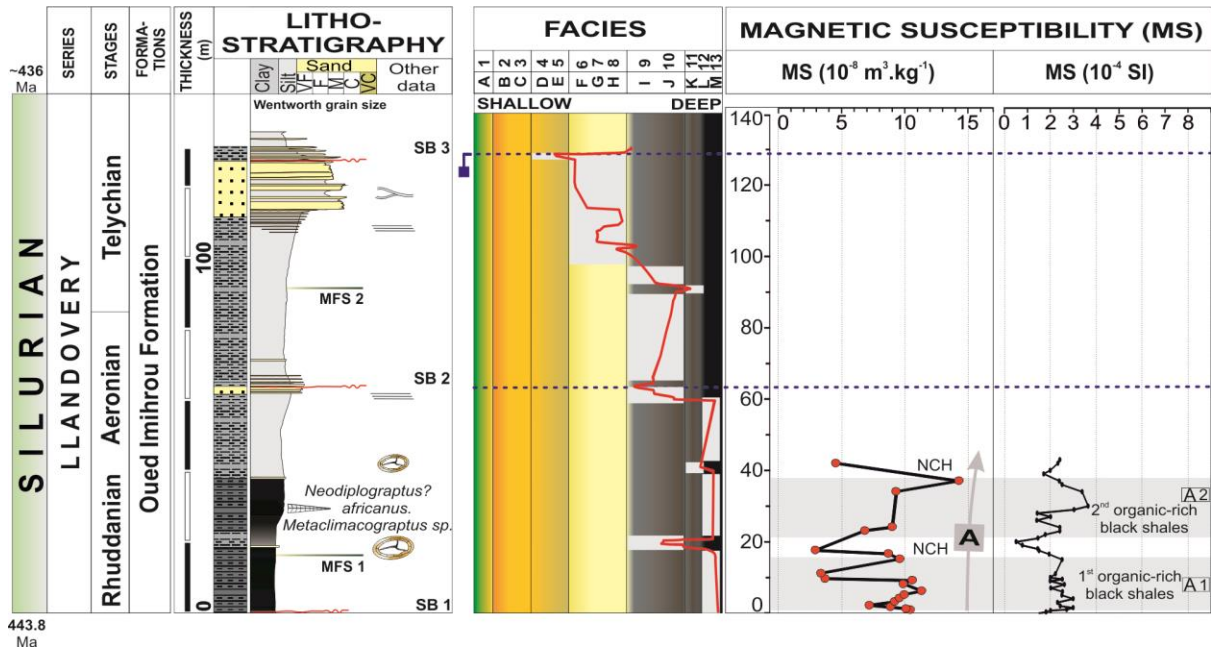 ~436
Ma
SERIES
STAGES
FORMA-
TIONS
THICKNESS
(m)
LITHO-
STRATIGRAPHY
Clay
Silt
Sand
VF
F
M
C
VC
Other
data
Wentworth grain size
FACIES
A 1
B 2
C 3
D 4
E 5
F 6
G 7
H 8
I 9
J 10
K 11
L 12
M 13
SHALLOW DEEP
MAGNETIC SUSCEPTIBILITY (MS)
MS (10⁻⁸ m³.kg⁻¹)
MS (10⁻⁴ SI)
0 5 10 15
0 1 2 3 4 5 6 7 8 9
140
120
100
80
60
40
20
0
SILURIAN
LLANDOVERY
Telychian
Aeronian
Rhuddanian
Oued Imihrou Formation
100
0
SB 3
MFS 2
SB 2
Neodiplograptus?
africanus.
Metaclimacograptus sp.
MFS 1
SB 1
NCH
NCH
A
A2
2nd organic-rich
black shales
1st organic-rich
black shales
A1
443.8
Ma